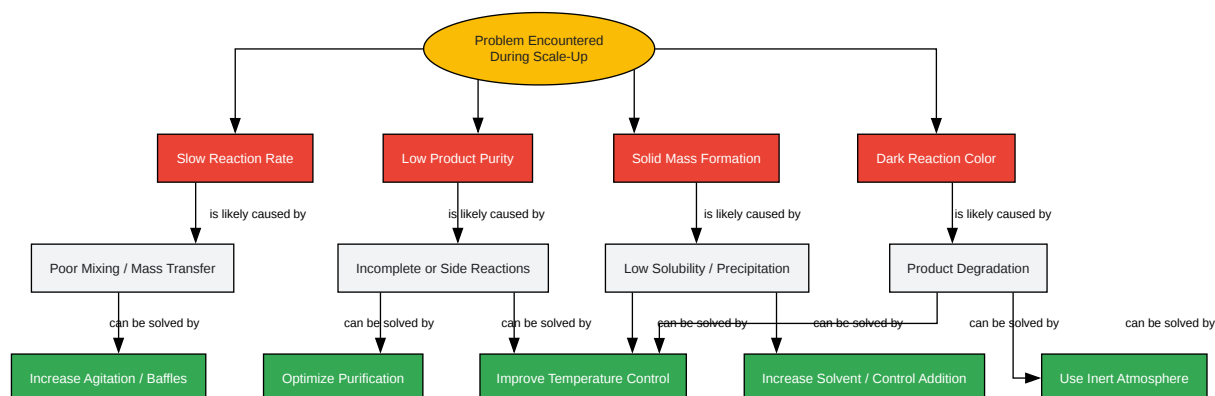 Problem Encountered
During Scale-Up
Slow Reaction Rate
Low Product Purity
Solid Mass Formation
Dark Reaction Color
is likely caused by
is likely caused by
is likely caused by
is likely caused by
Poor Mixing / Mass Transfer
Incomplete or Side Reactions
Low Solubility / Precipitation
Product Degradation
can be solved by
can be solved by
can be solved by
can be solved by
can be solved by
can be solved by
can be solved by
Increase Agitation / Baffles
Optimize Purification
Improve Temperature Control
Increase Solvent / Control Addition
Use Inert Atmosphere